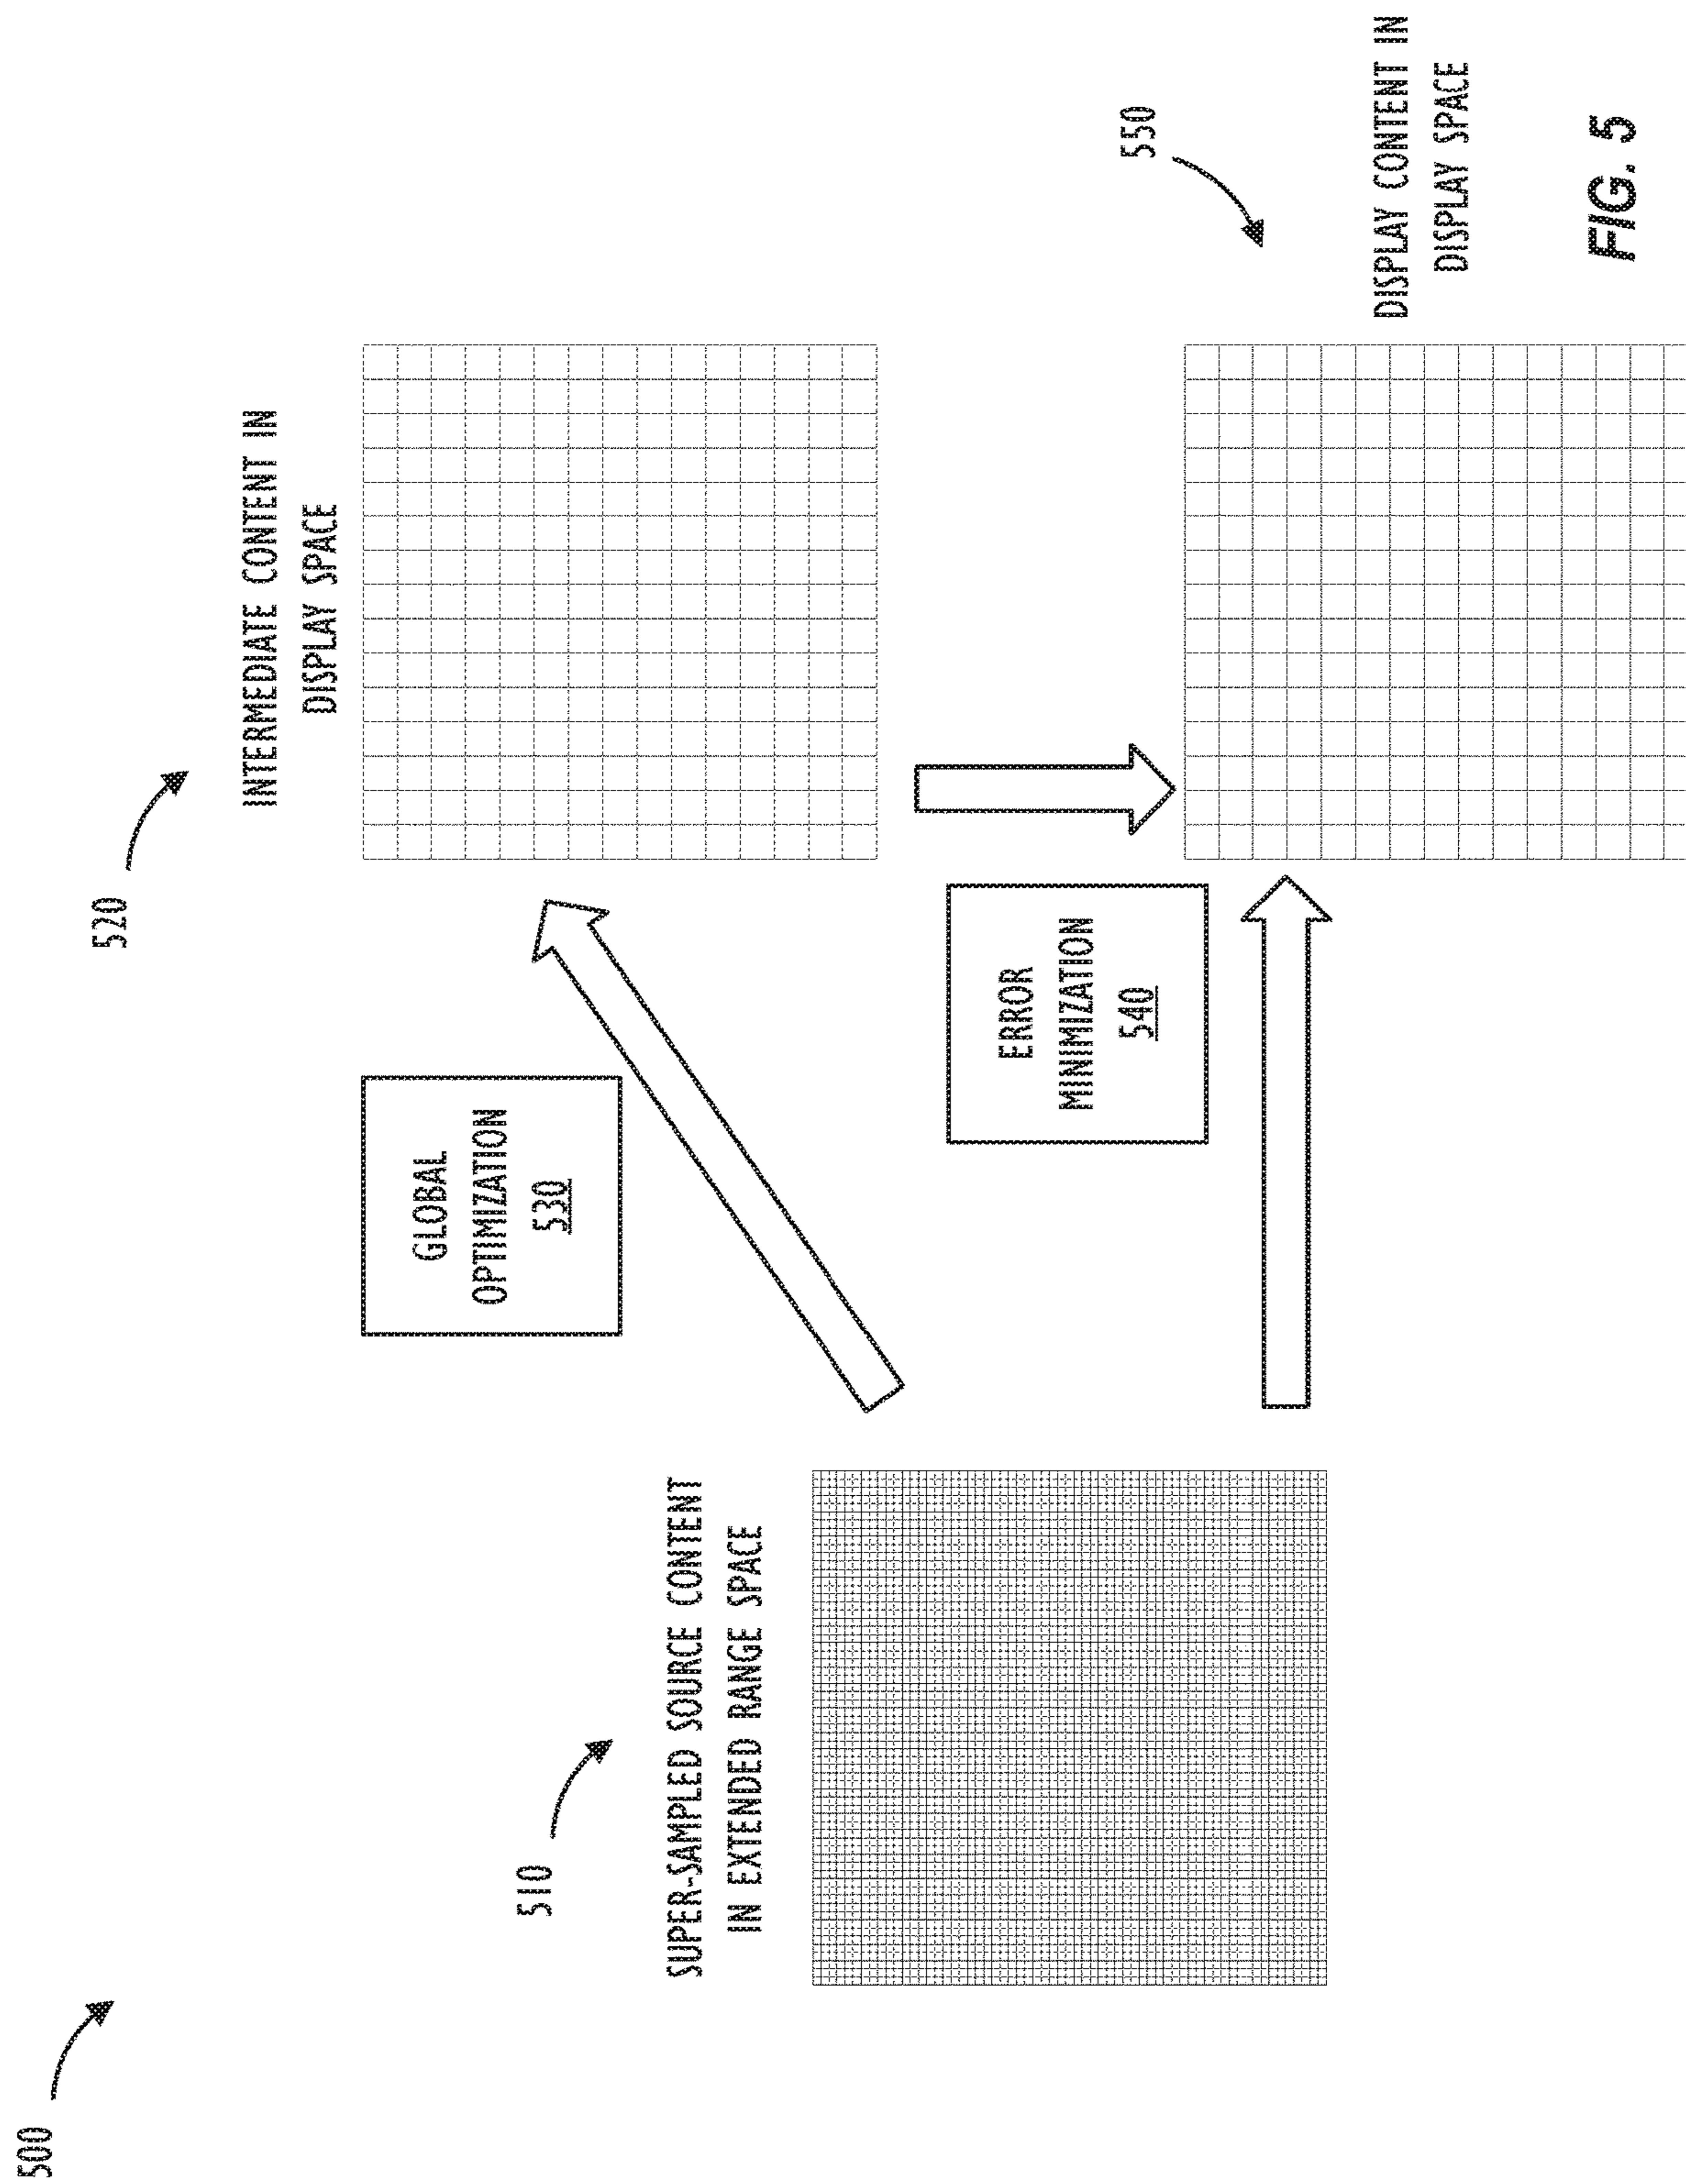 500
510
SUPER-SAMPLED SOURCE CONTENT
IN EXTENDED RANGE SPACE
520
INTERMEDIATE CONTENT IN
DISPLAY SPACE
GLOBAL
OPTIMIZATION
530
ERROR
MINIMIZATION
540
550
DISPLAY CONTENT IN
DISPLAY SPACE
FIG. 5